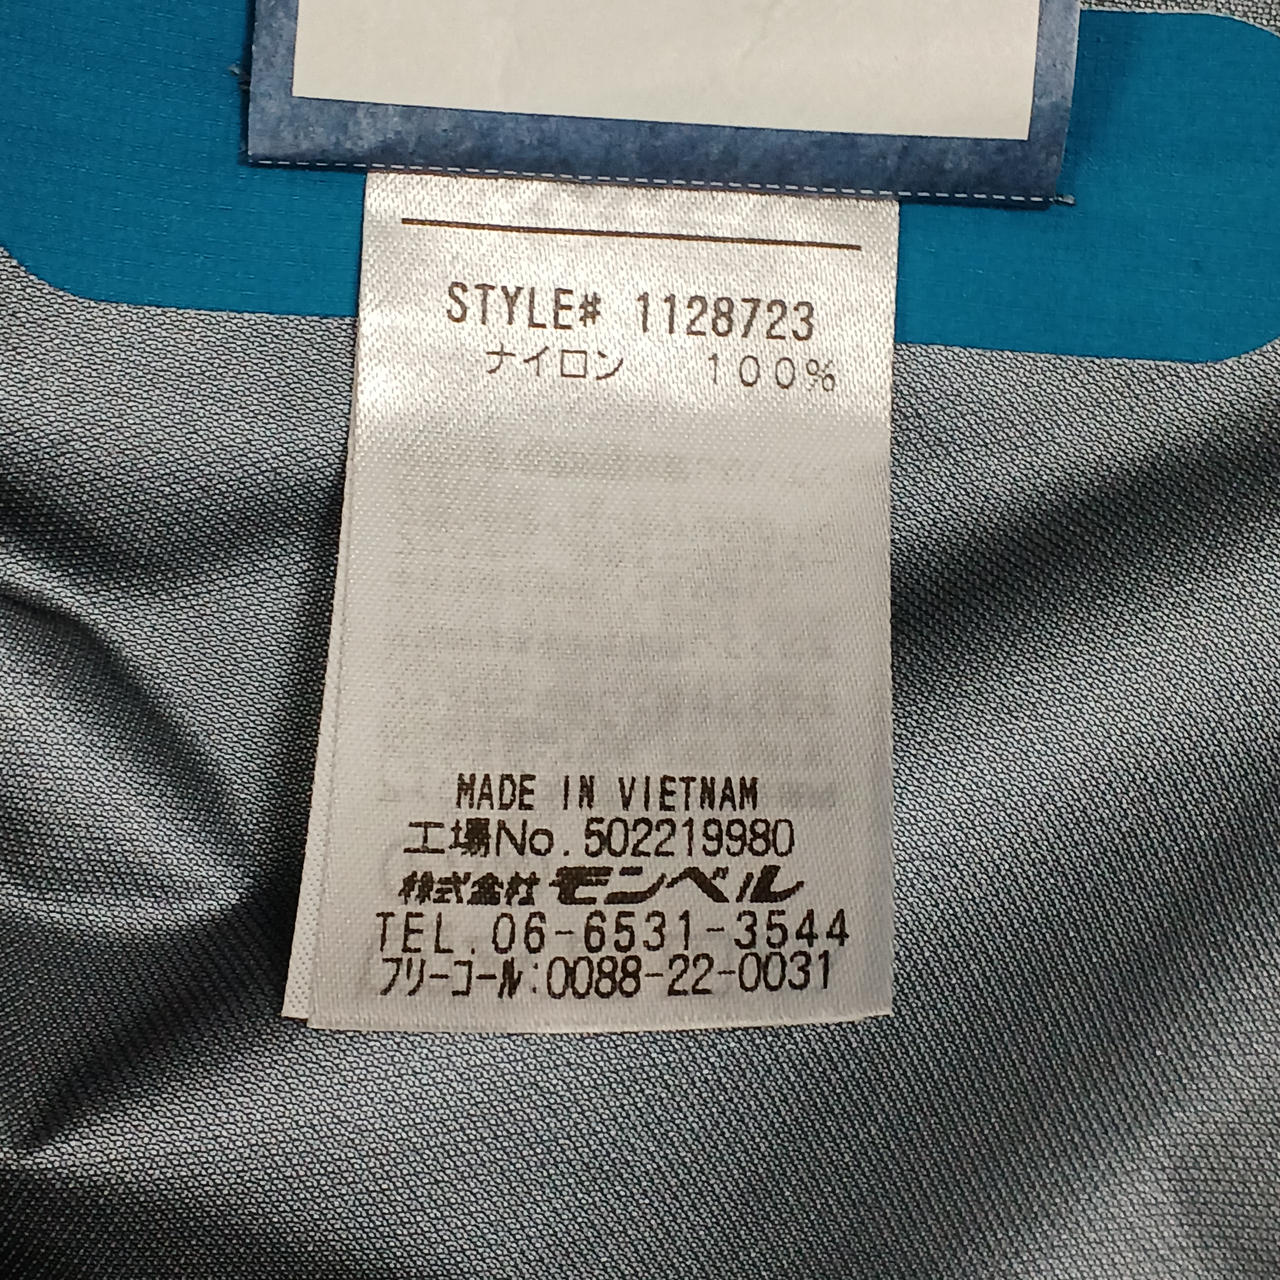 STYLE# 1128723
ナイロン 100%
MADE IN VIETNAM
工場No.502219980
株式会社モンベル
TEL.06-6531-3544
フリーコール:0088-22-0031